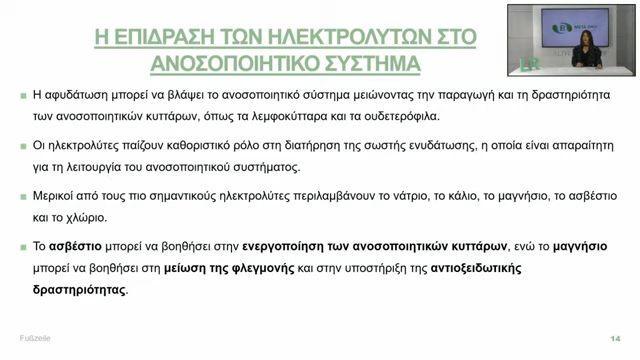 Η ΕΠΙΔΡΑΣΗ ΤΩΝ ΗΛΕΚΤΡΟΛΥΤΩΝ ΣΤΟ
ΑΝΟΣΟΠΟΙΗΤΙΚΟ ΣΥΣΤΗΜΑ
LR
Η αφυδάτωση μπορεί να βλάψει το ανοσοποιητικό σύστημα μειώνοντας την παραγωγή και τη δραστηριότητα
των ανοσοποιητικών κυττάρων, όπως τα λεμφοκύτταρα και τα ουδετερόφιλα.
Οι ηλεκτρολύτες παίζουν καθοριστικό ρόλο στη διατήρηση της σωστής ενυδάτωσης, η οποία είναι απαραίτητη
για τη λειτουργία του ανοσοποιητικού συστήματος.
Μερικοί από τους πιο σημαντικούς ηλεκτρολύτες περιλαμβάνουν το νάτριο, το κάλιο, το μαγνήσιο, το ασβέστιο
και το χλώριο.
Το ασβέστιο μπορεί να βοηθήσει στην ενεργοποίηση των ανοσοποιητικών κυττάρων, ενώ το μαγνήσιο
μπορεί να βοηθήσει στη μείωση της φλεγμονής και στην υποστήριξη της αντιοξειδωτικής
δραστηριότητας.
Fußzeile
14